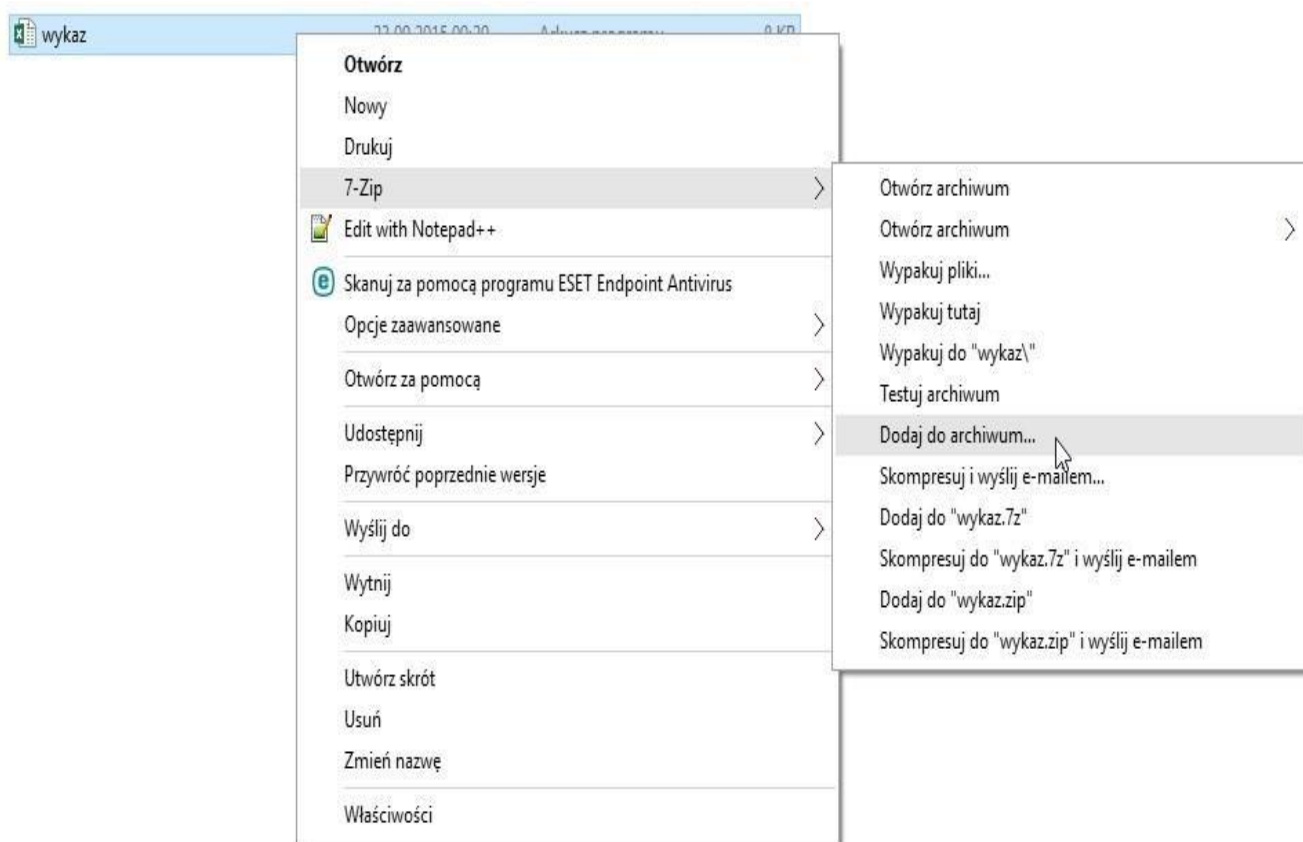 wykaz
Otwórz
Nowy
Drukuj
7-Zip
Edit with Notepad++
Skanuj za pomocą programu ESET Endpoint Antivirus
Opcje zaawansowane
Otwórz za pomocą
Udostępnij
Przywróć poprzednie wersje
Wyślij do
Wytnij
Kopiuj
Utwórz skrót
Usuń
Zmień nazwę
Właściwości
Otwórz archiwum
Otwórz archiwum
Wypakuj pliki...
Wypakuj tutaj
Wypakuj do "wykaz\"
Testuj archiwum
Dodaj do archiwum...
Skompresuj i wyślij e-mailem...
Dodaj do "wykaz.7z"
Skompresuj do "wykaz.7z" i wyślij e-mailem
Dodaj do "wykaz.zip"
Skompresuj do "wykaz.zip" i wyślij e-mailem